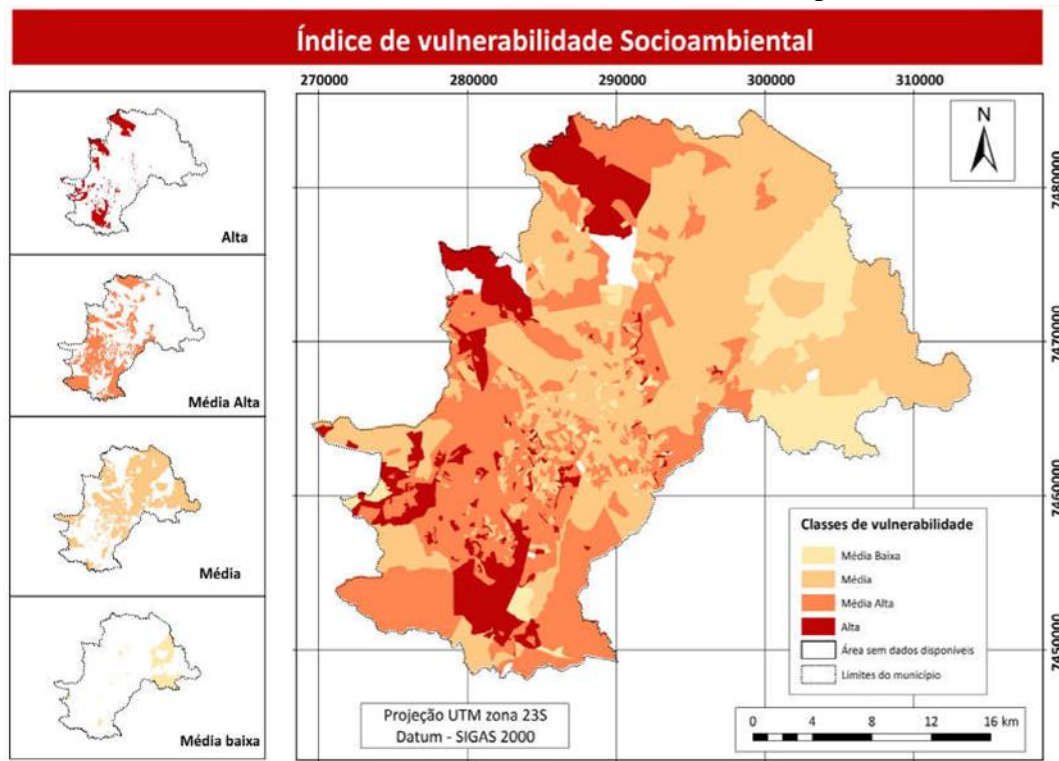 Índice de vulnerabilidade Socioambiental
270000
280000
290000
300000
310000
Alta
Média Alta
Média
Média baixa
N
7480000
7470000
7460000
7450000
Classes de vulnerabilidade
Média Baixa
Média
Média Alta
Alta
Área sem dados disponíveis
Limites do município
Projeção UTM zona 23S
Datum - SIGAS 2000
0 4 8 12 16 km